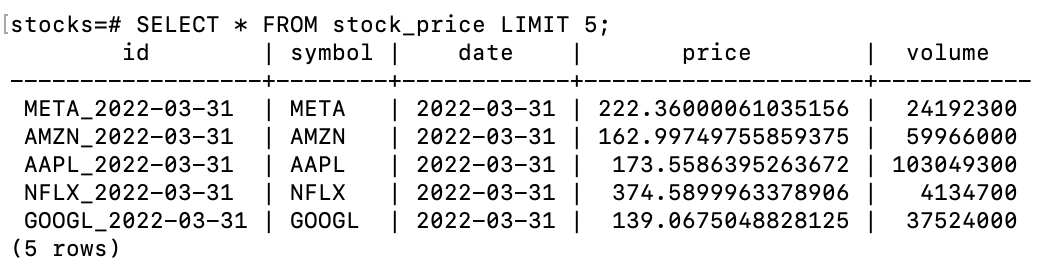 [stocks=# SELECT * FROM stock_price LIMIT 5;
        id        | symbol |    date    |       price        |  volume
------------------+--------+------------+--------------------+-----------
 META_2022-03-31  | META   | 2022-03-31 | 222.36000061035156 |  24192300
 AMZN_2022-03-31  | AMZN   | 2022-03-31 | 162.99749755859375 |  59966000
 AAPL_2022-03-31  | AAPL   | 2022-03-31 |  173.5586395263672 | 103049300
 NFLX_2022-03-31  | NFLX   | 2022-03-31 |  374.5899963378906 |   4134700
 GOOGL_2022-03-31 | GOOGL  | 2022-03-31 |  139.0675048828125 |  37524000
(5 rows)